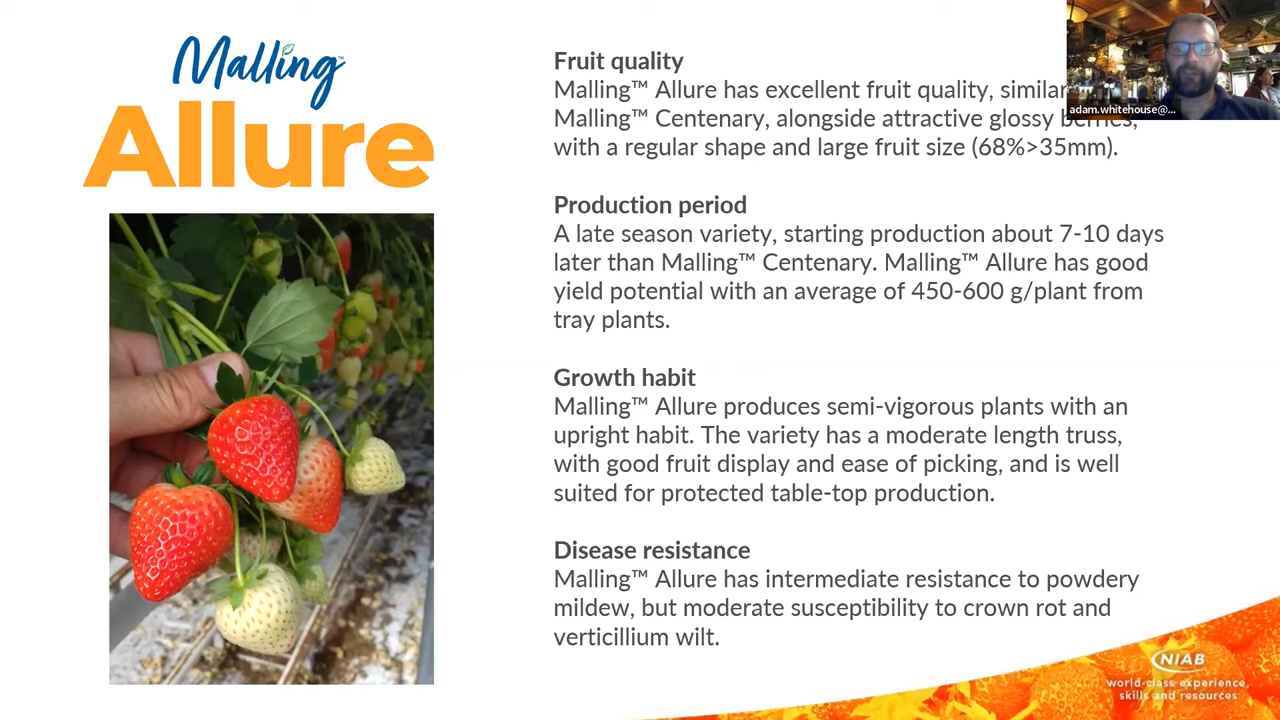 Malling™
Allure
Fruit quality
Malling™ Allure has excellent fruit quality, similar
Malling™ Centenary, alongside attractive glossy berries,
with a regular shape and large fruit size (68%>35mm).
Production period
A late season variety, starting production about 7-10 days
later than Malling™ Centenary. Malling™ Allure has good
yield potential with an average of 450-600 g/plant from
tray plants.
Growth habit
Malling™ Allure produces semi-vigorous plants with an
upright habit. The variety has a moderate length truss,
with good fruit display and ease of picking, and is well
suited for protected table-top production.
Disease resistance
Malling™ Allure has intermediate resistance to powdery
mildew, but moderate susceptibility to crown rot and
verticillium wilt.
adam.whitehouse@...
NIAB
world-class experience,
skills and resources